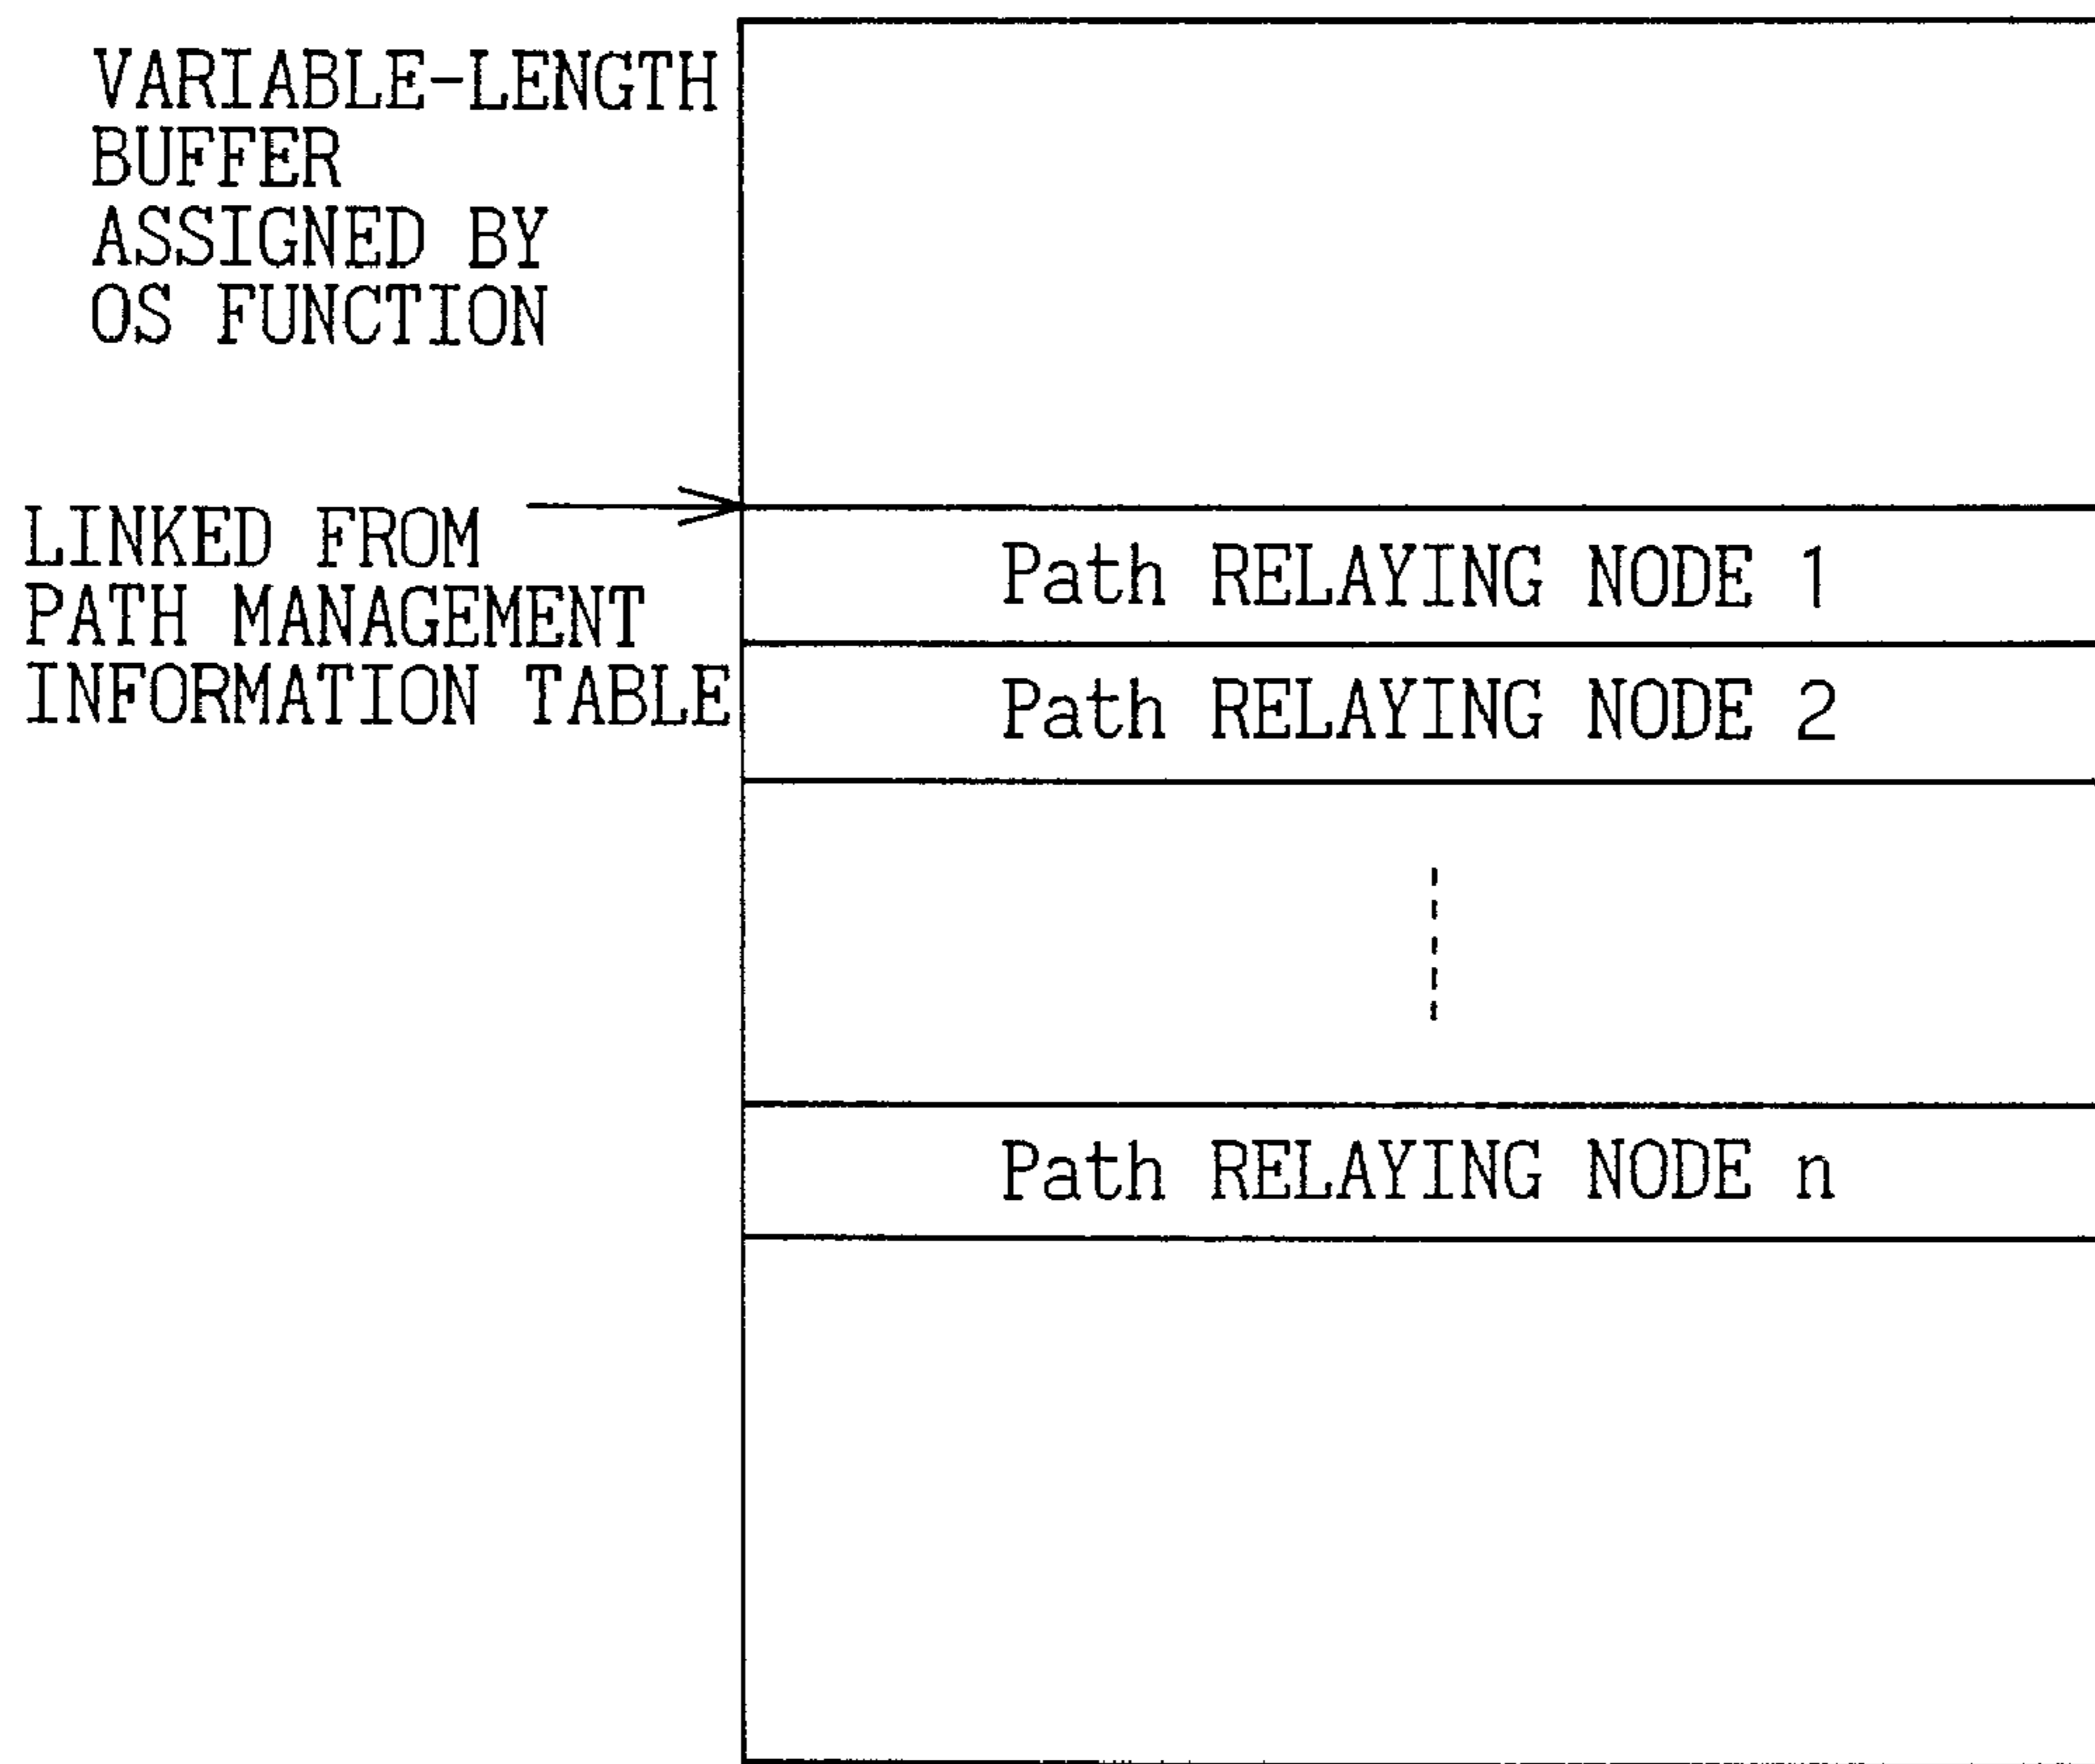 VARIABLE-LENGTH
BUFFER
ASSIGNED BY
OS FUNCTION
LINKED FROM
PATH MANAGEMENT
INFORMATION TABLE
Path RELAYING NODE 1
Path RELAYING NODE 2
Path RELAYING NODE n